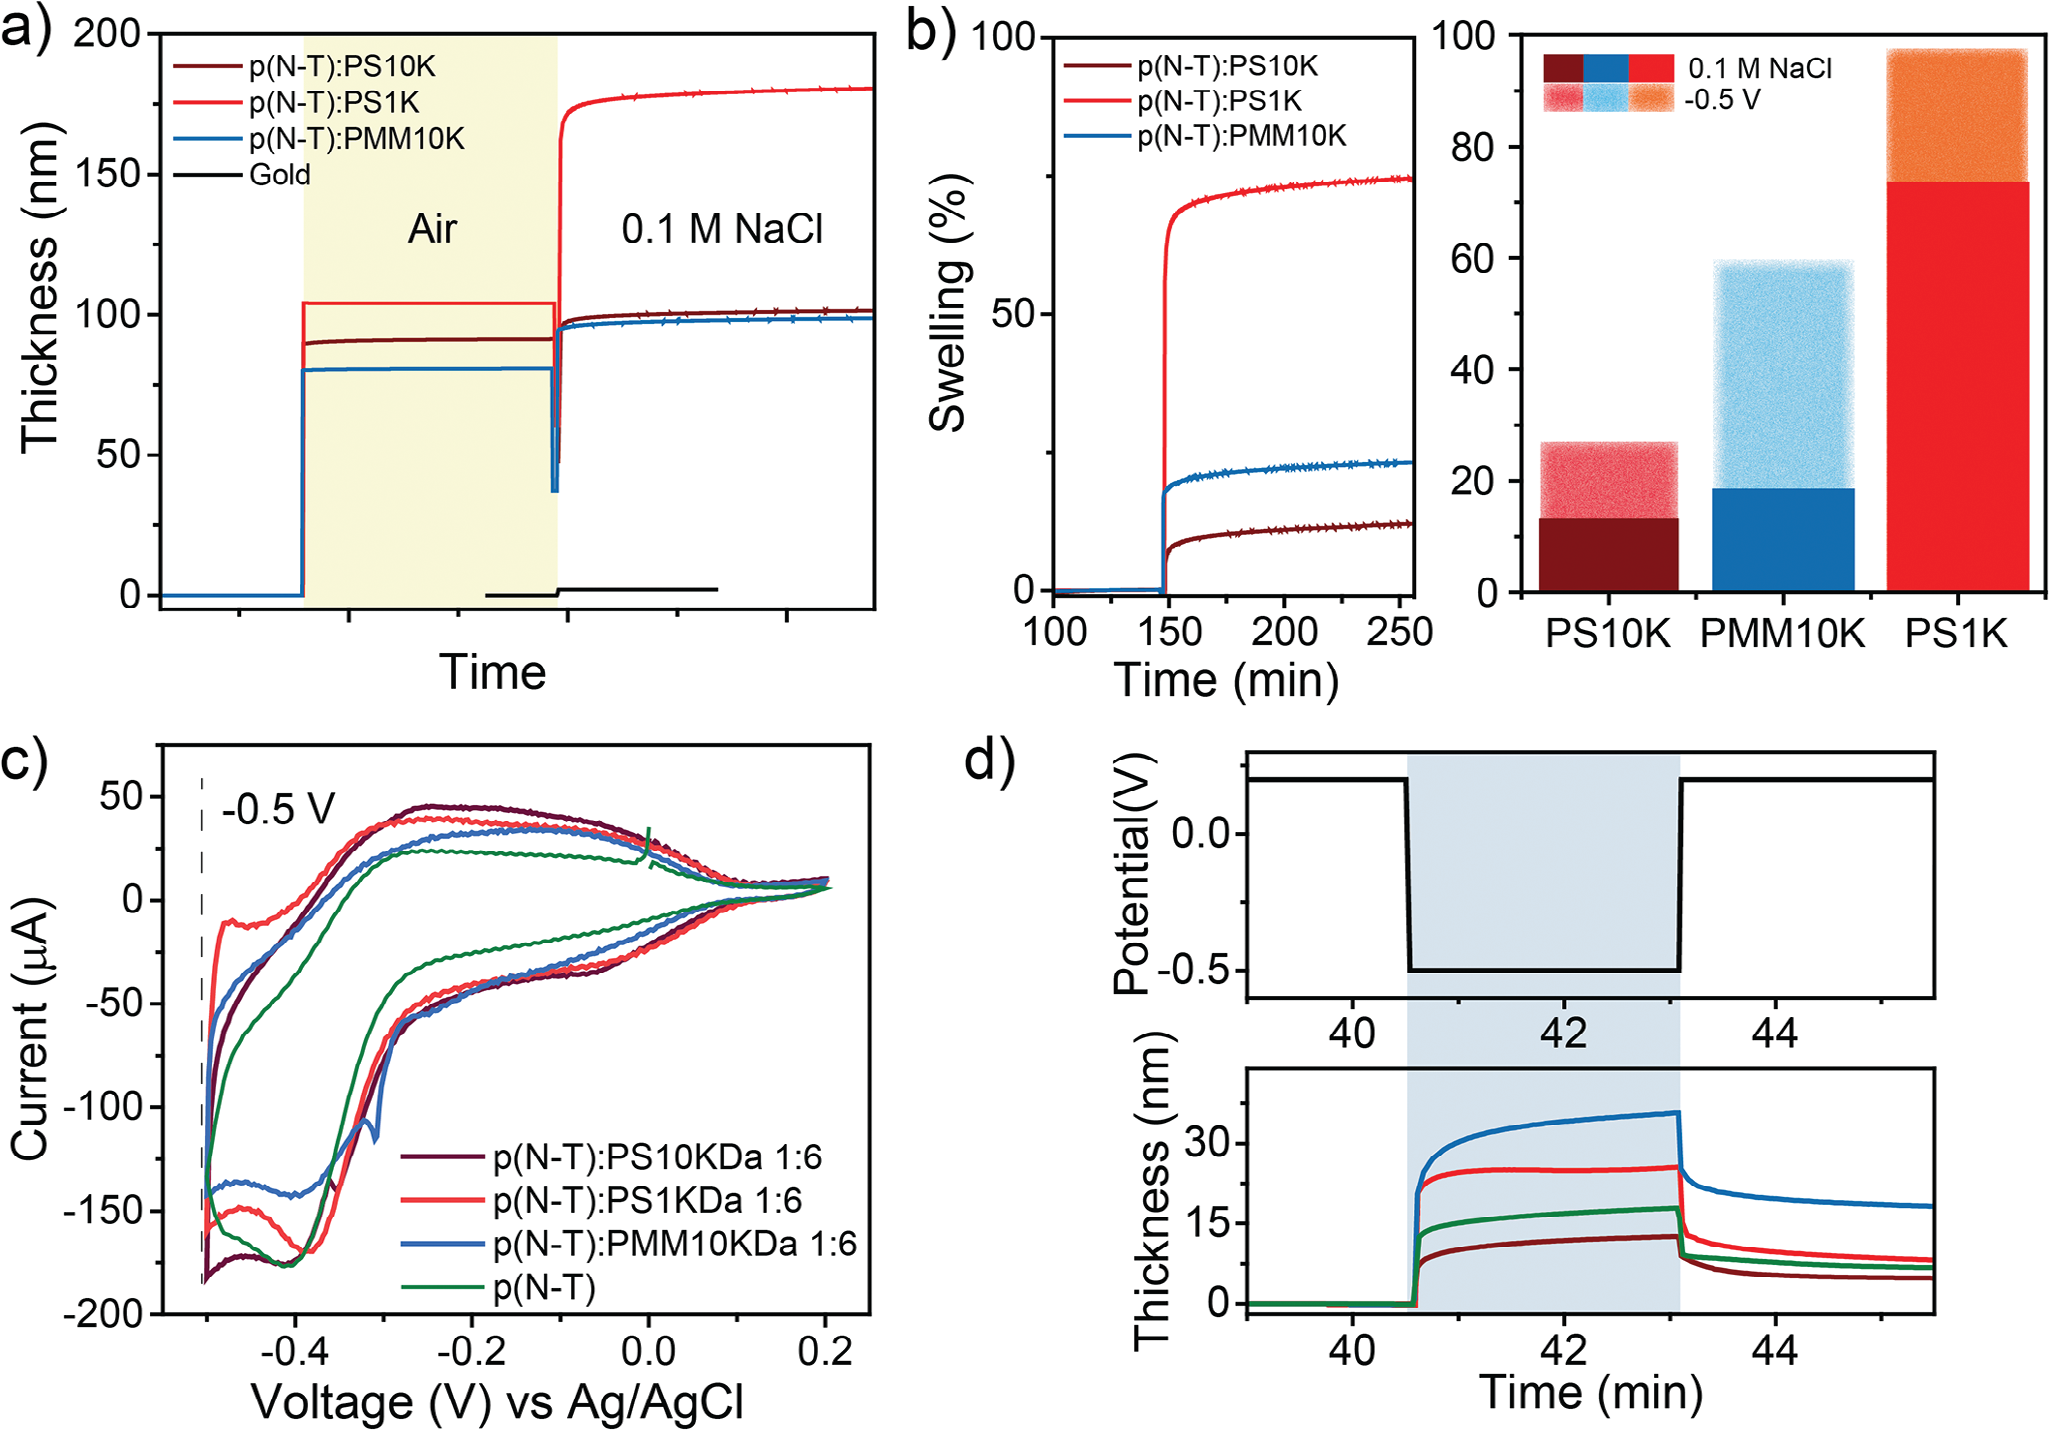 a)
200
150
100
50
0
Thickness (nm)
p(N-T):PS10K
p(N-T):PS1K
p(N-T):PMM10K
Gold
Air
0.1 M NaCl
Time
b)
100
50
0
Swelling (%)
p(N-T):PS10K
p(N-T):PS1K
p(N-T):PMM10K
100 150 200 250
Time (min)
100
80
60
40
20
0
0.1 M NaCl
-0.5 V
PS10K PMM10K PS1K
c)
50
0
-50
-100
-150
-200
Current (μA)
-0.5 V
p(N-T):PS10KDa 1:6
p(N-T):PS1KDa 1:6
p(N-T):PMM10KDa 1:6
p(N-T)
-0.4 -0.2 0.0 0.2
Voltage (V) vs Ag/AgCl
d)
Potential(V)
0.0
-0.5
40 42 44
Thickness (nm)
30
15
0
40 42 44
Time (min)